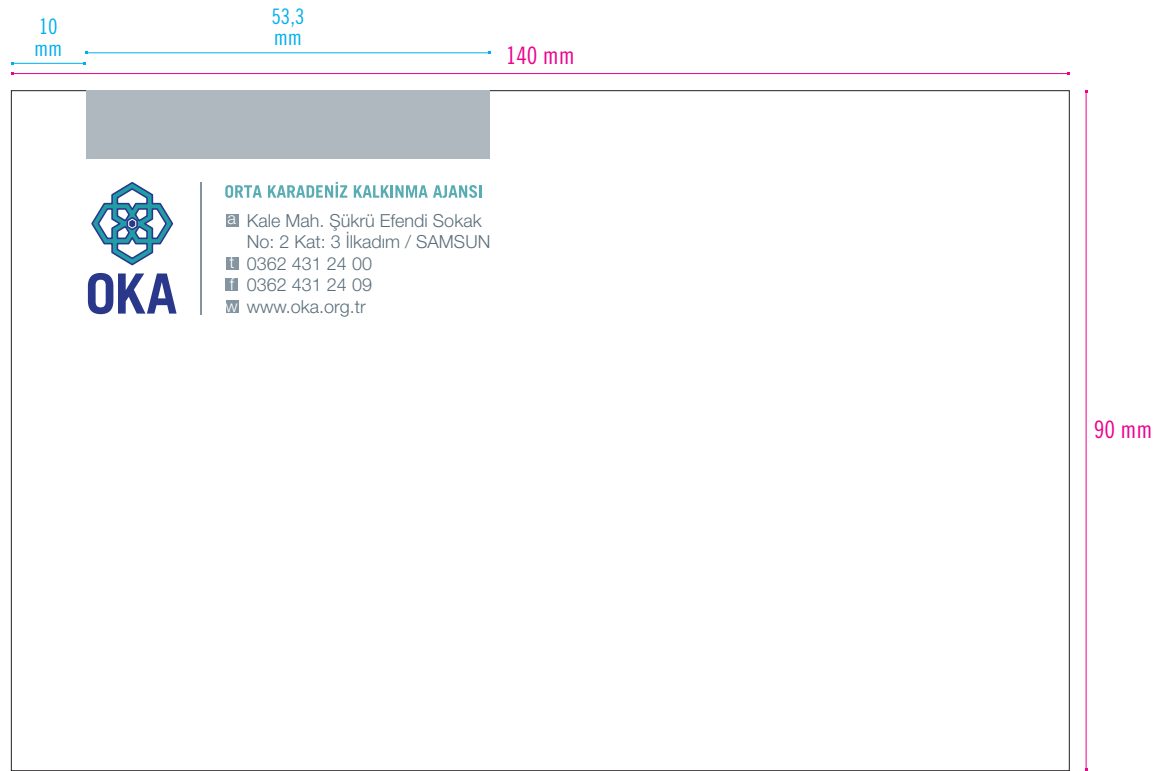 10
mm
53,3
mm
140 mm
ORTA KARADENİZ KALKINMA AJANSI
a Kale Mah. Şükrü Efendi Sokak
No: 2 Kat: 3 İlkadım / SAMSUN
t 0362 431 24 00
f 0362 431 24 09
w www.oka.org.tr
OKA
90 mm